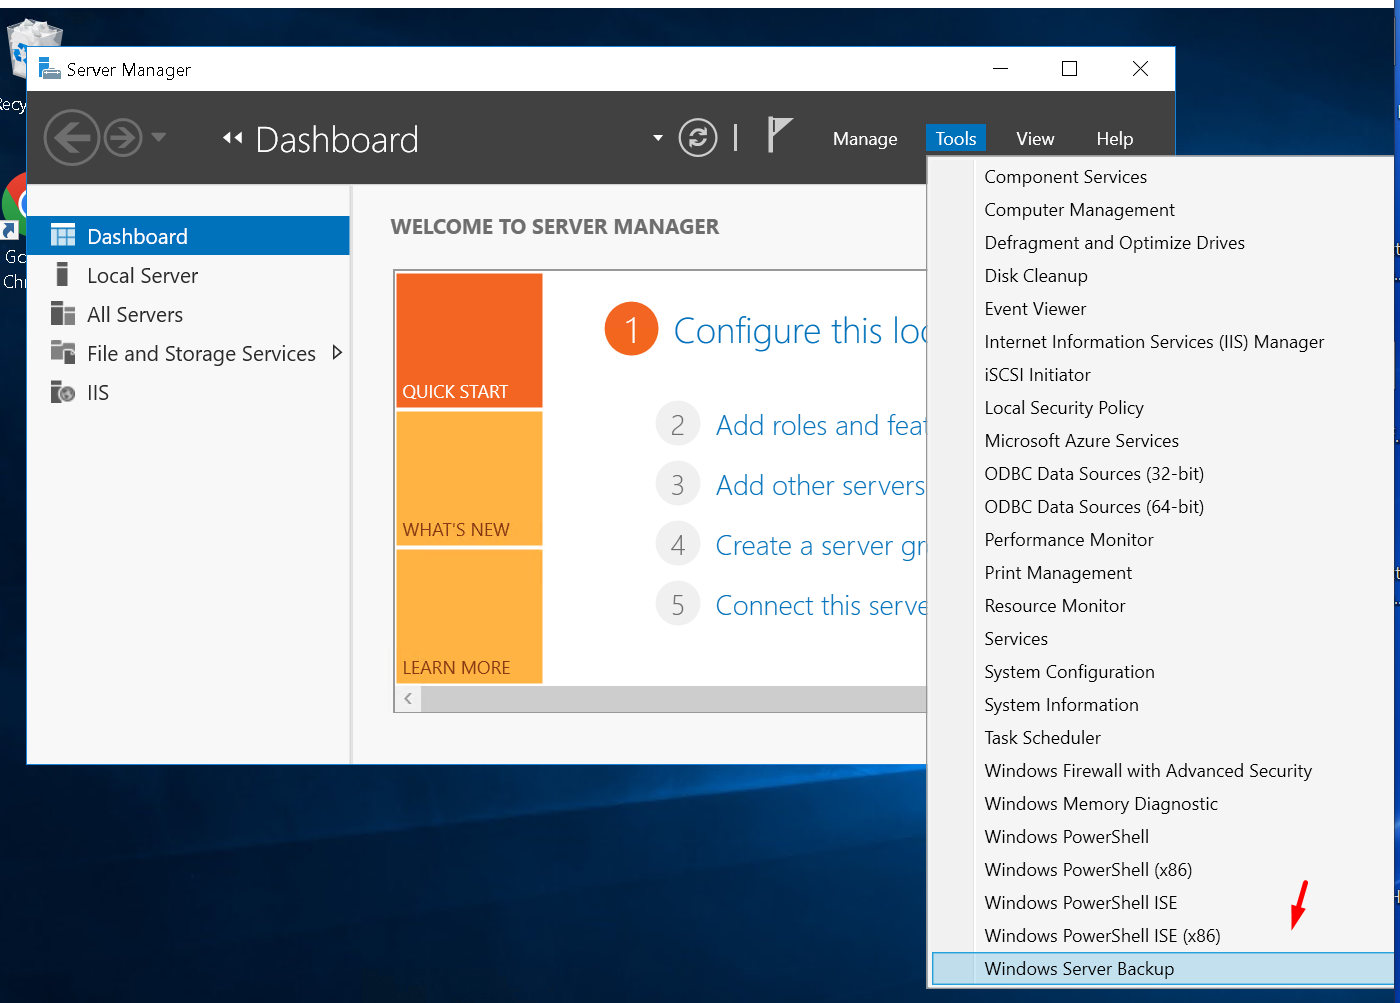 Server Manager
Dashboard
Manage
Tools
View
Help
Dashboard
Local Server
All Servers
File and Storage Services
IIS
WELCOME TO SERVER MANAGER
QUICK START
WHAT'S NEW
LEARN MORE
1 Configure this loc
2 Add roles and feat
3 Add other servers
4 Create a server gr
5 Connect this serve
Component Services
Computer Management
Defragment and Optimize Drives
Disk Cleanup
Event Viewer
Internet Information Services (IIS) Manager
iSCSI Initiator
Local Security Policy
Microsoft Azure Services
ODBC Data Sources (32-bit)
ODBC Data Sources (64-bit)
Performance Monitor
Print Management
Resource Monitor
Services
System Configuration
System Information
Task Scheduler
Windows Firewall with Advanced Security
Windows Memory Diagnostic
Windows PowerShell
Windows PowerShell (x86)
Windows PowerShell ISE
Windows PowerShell ISE (x86)
Windows Server Backup